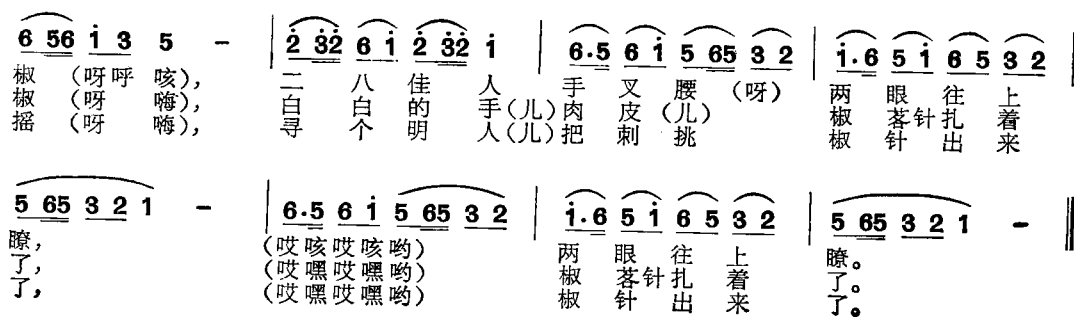 6 56 i 3 5 - | 2̇ 3̇2̇ 6 i 2̇ 3̇2̇ i | 6·5 6 i 5 65 3 2 | i·6 5 i 6 5 3 2 |
椒 (呀呼 咳), 二 八 佳 人 手 叉 腰 (呀) 两 眼 往 上
椒 (呀 嗨), 白 白 的 手(儿)肉 皮 (儿) 椒 茖针扎 着
摇 (呀 嗨), 寻 个 明 人(儿)把 刺 挑 椒 针 出 来
5 65 3 2 1 - | 6·5 6 i 5 65 3 2 | i·6 5 i 6 5 3 2 | 5 65 3 2 1 - ‖
瞭, (哎咳哎咳哟) 两 眼 往 上 瞭。
了, (哎嘿哎嘿哟) 椒 茖针扎 着 了。
了, (哎嘿哎嘿哟) 椒 针 出 来 了。